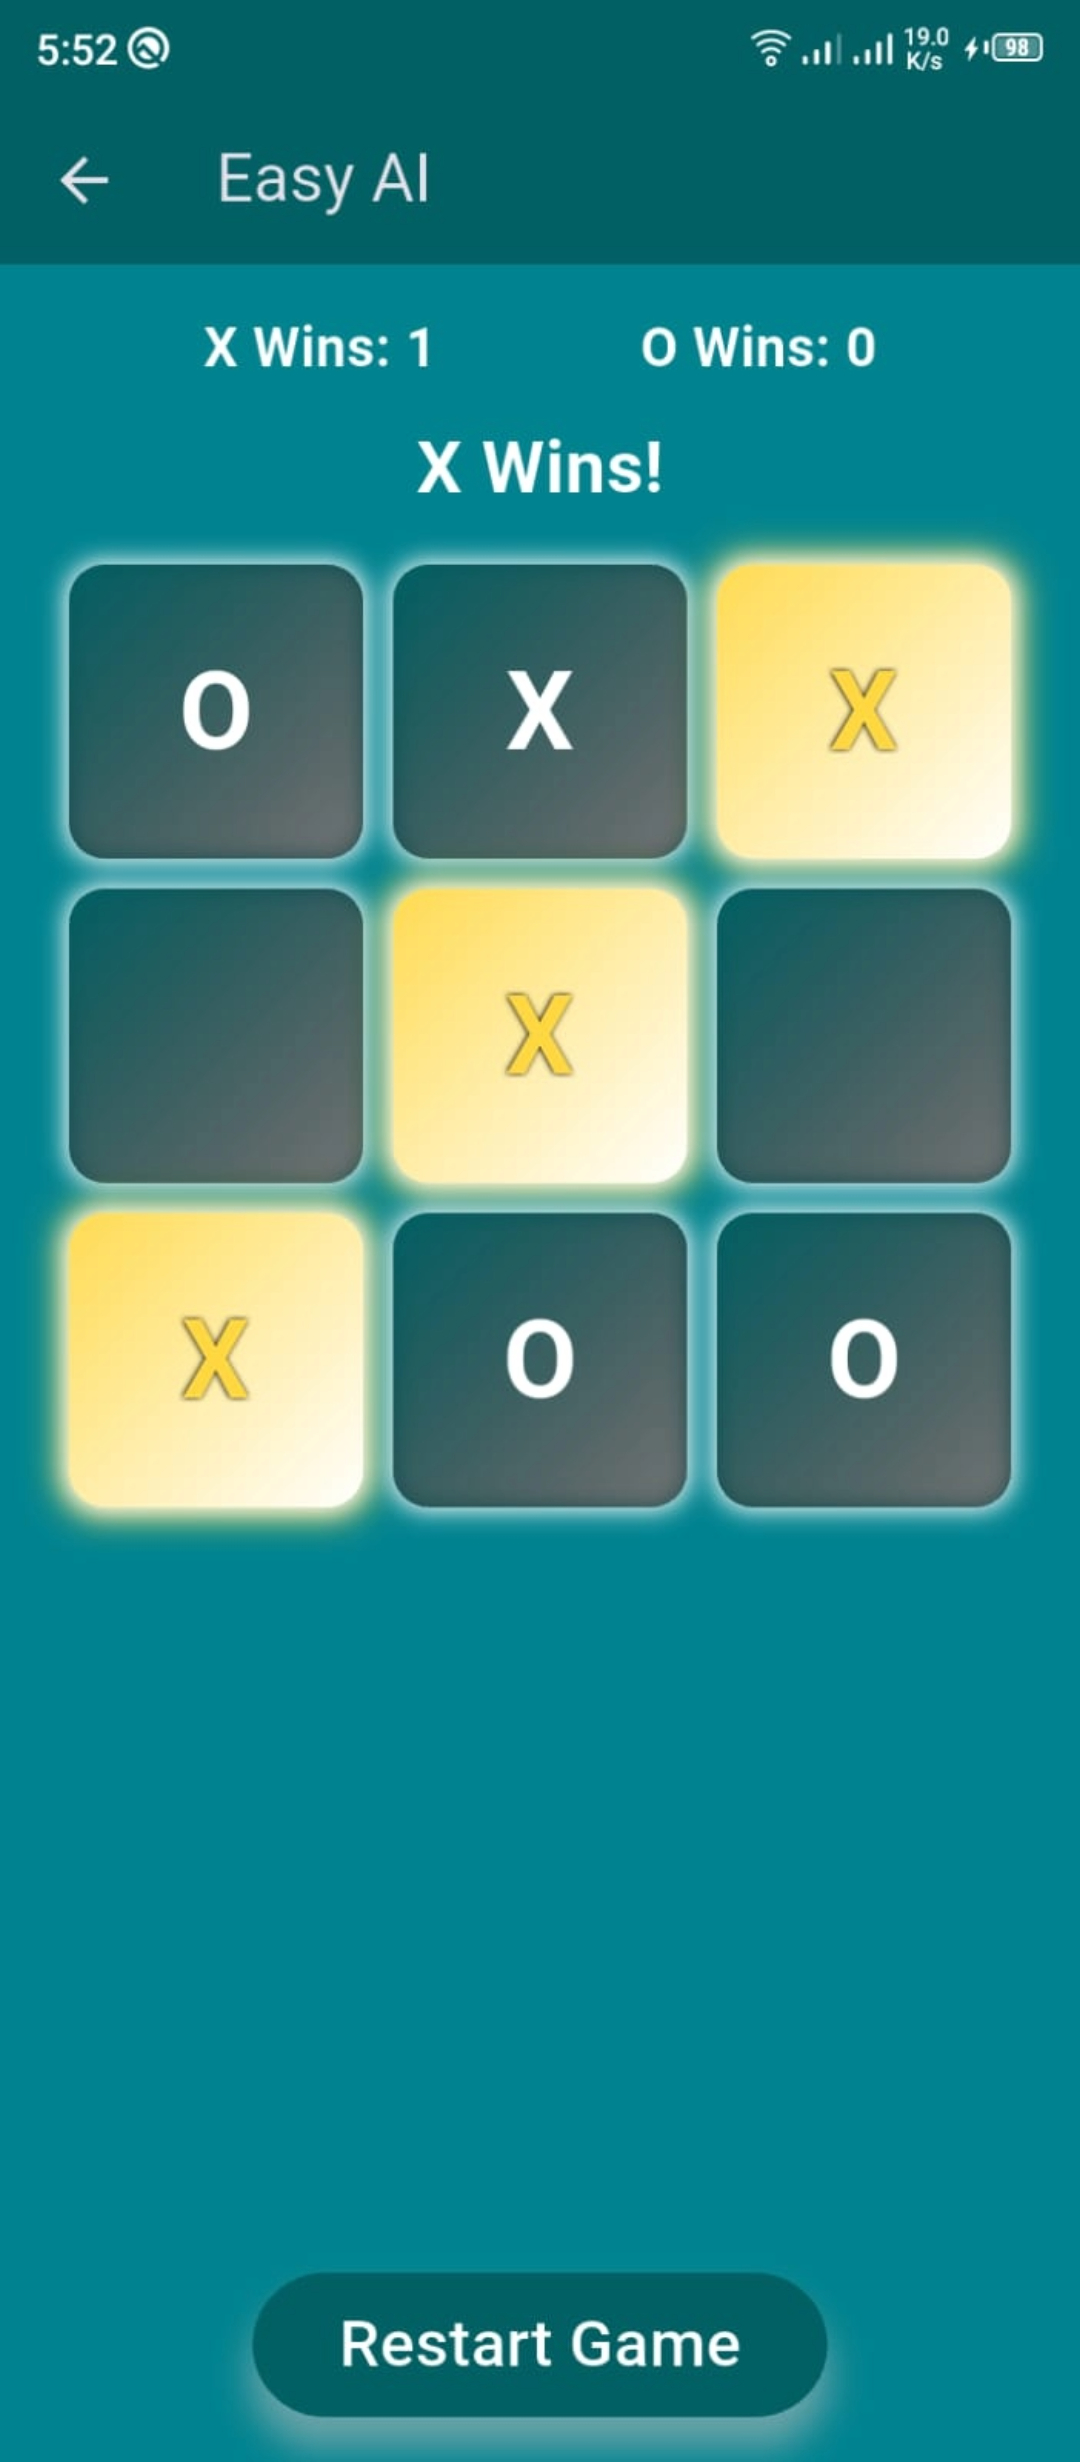 5:52 19.0 K/s 98
Easy AI
X Wins: 1 O Wins: 0
X Wins!
O X X
X
X O O
Restart Game